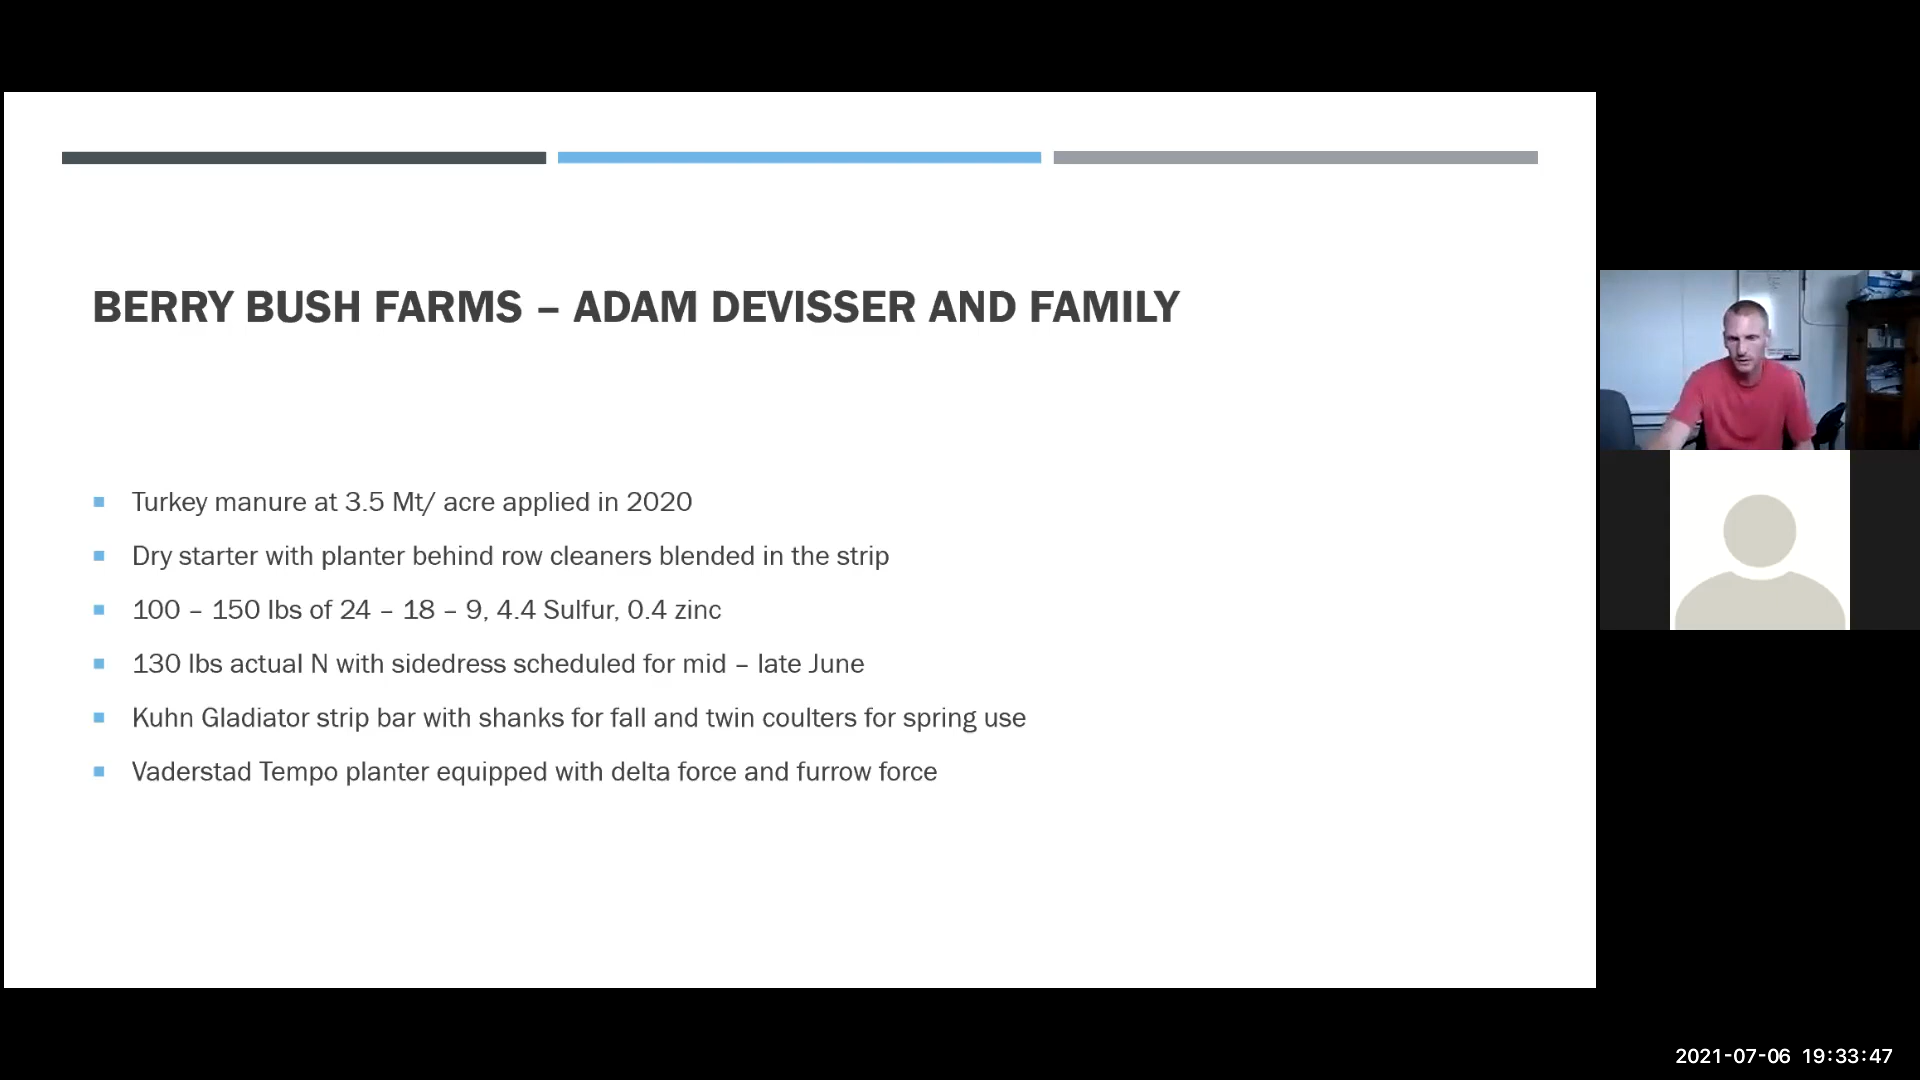 BERRY BUSH FARMS – ADAM DEVISSER AND FAMILY
Turkey manure at 3.5 Mt/ acre applied in 2020
Dry starter with planter behind row cleaners blended in the strip
100 – 150 lbs of 24 – 18 – 9, 4.4 Sulfur, 0.4 zinc
130 lbs actual N with sidedress scheduled for mid – late June
Kuhn Gladiator strip bar with shanks for fall and twin coulters for spring use
Vaderstad Tempo planter equipped with delta force and furrow force
2021-07-06 19:33:47